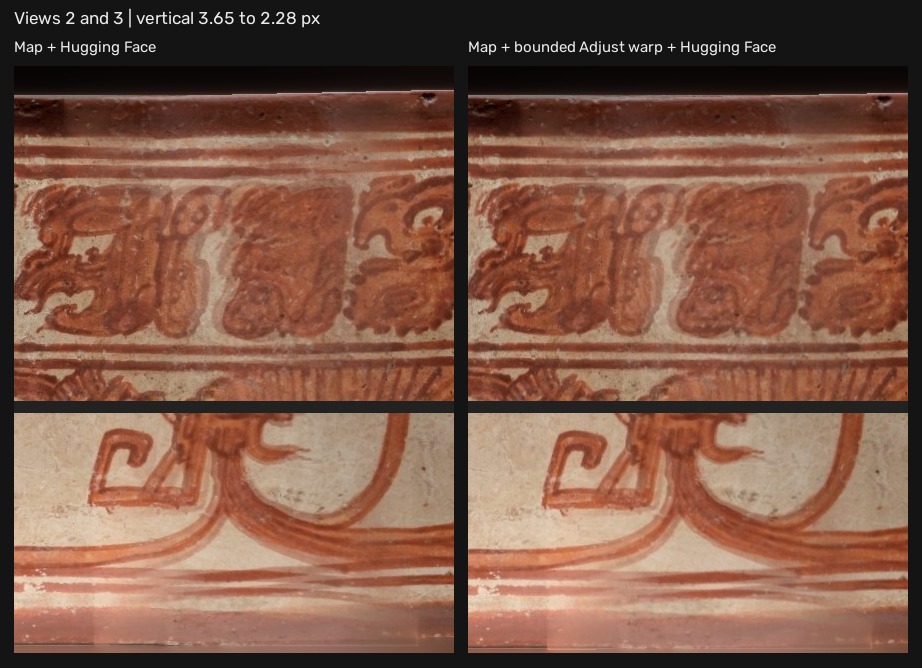 Views 2 and 3 | vertical 3.65 to 2.28 px
Map + Hugging Face
Map + bounded Adjust warp + Hugging Face